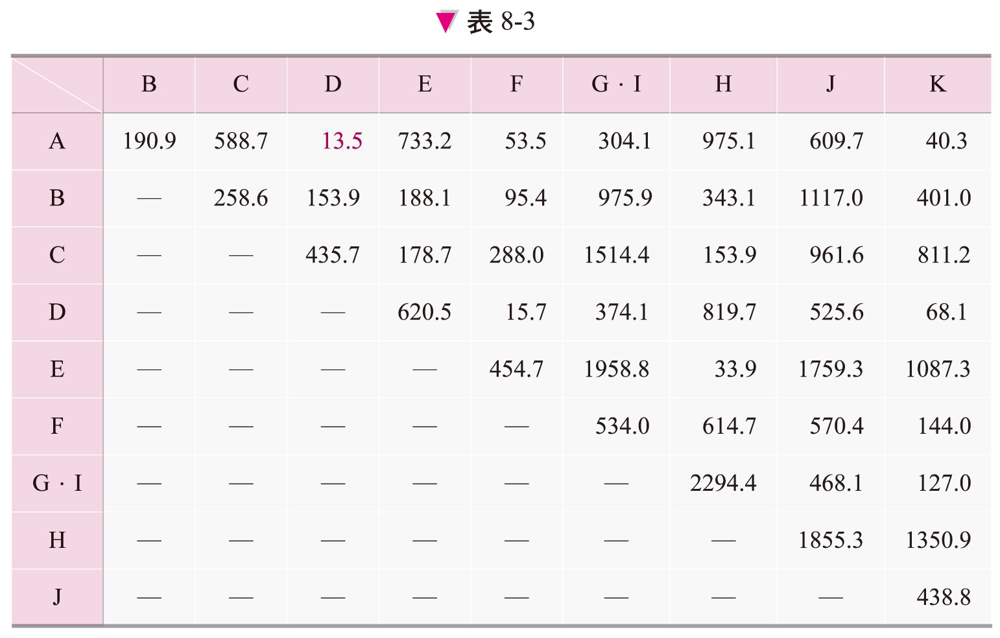 ▼ 表 8-3
B C D E F G · I H J K
A 190.9 588.7 13.5 733.2 53.5 304.1 975.1 609.7 40.3
B — 258.6 153.9 188.1 95.4 975.9 343.1 1117.0 401.0
C — — 435.7 178.7 288.0 1514.4 153.9 961.6 811.2
D — — — 620.5 15.7 374.1 819.7 525.6 68.1
E — — — — 454.7 1958.8 33.9 1759.3 1087.3
F — — — — — 534.0 614.7 570.4 144.0
G · I — — — — — — 2294.4 468.1 127.0
H — — — — — — — 1855.3 1350.9
J — — — — — — — — 438.8